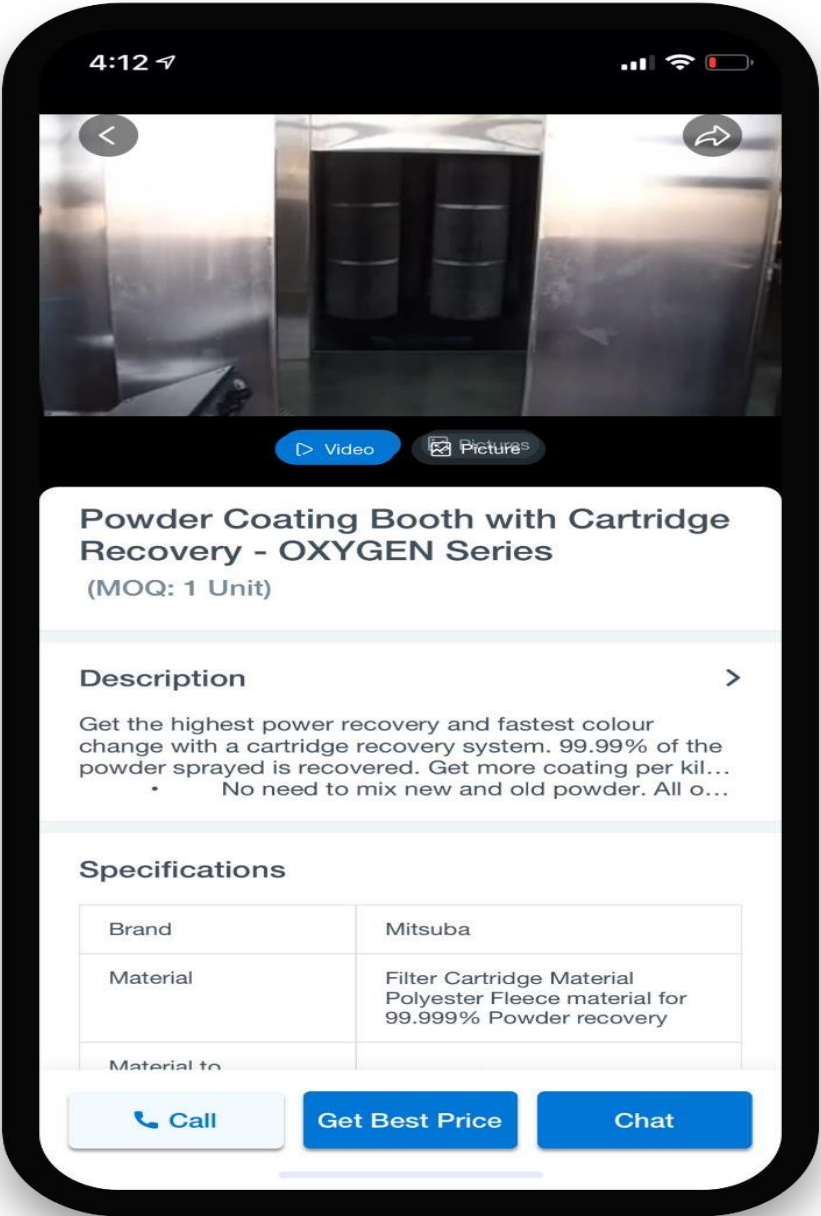 4:12
Video
Pictures
Picture
Powder Coating Booth with Cartridge
Recovery - OXYGEN Series
(MOQ: 1 Unit)
Description
Get the highest power recovery and fastest colour
change with a cartridge recovery system. 99.99% of the
powder sprayed is recovered. Get more coating per kil...
• No need to mix new and old powder. All o...
Specifications
Brand Mitsuba
Material Filter Cartridge Material
Polyester Fleece material for
99.999% Powder recovery
Material to
Call Get Best Price Chat